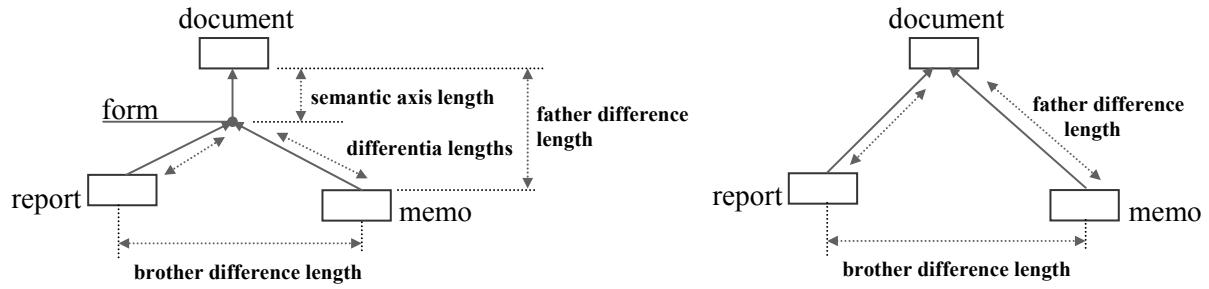 document
semantic axis length
form
father difference
length
differentia lengths
report
memo
brother difference length
document
father difference
length
report
memo
brother difference length